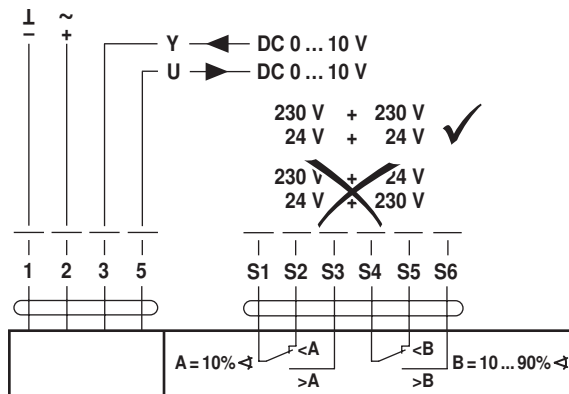 ⊥ ~
− +
Y DC 0 ... 10 V
U DC 0 ... 10 V
230 V + 230 V
24 V + 24 V
230 V + 24 V
24 V + 230 V
1 2 3 5 S1 S2 S3 S4 S5 S6
A = 10% ∢ <A >A <B >B B = 10 ... 90% ∢